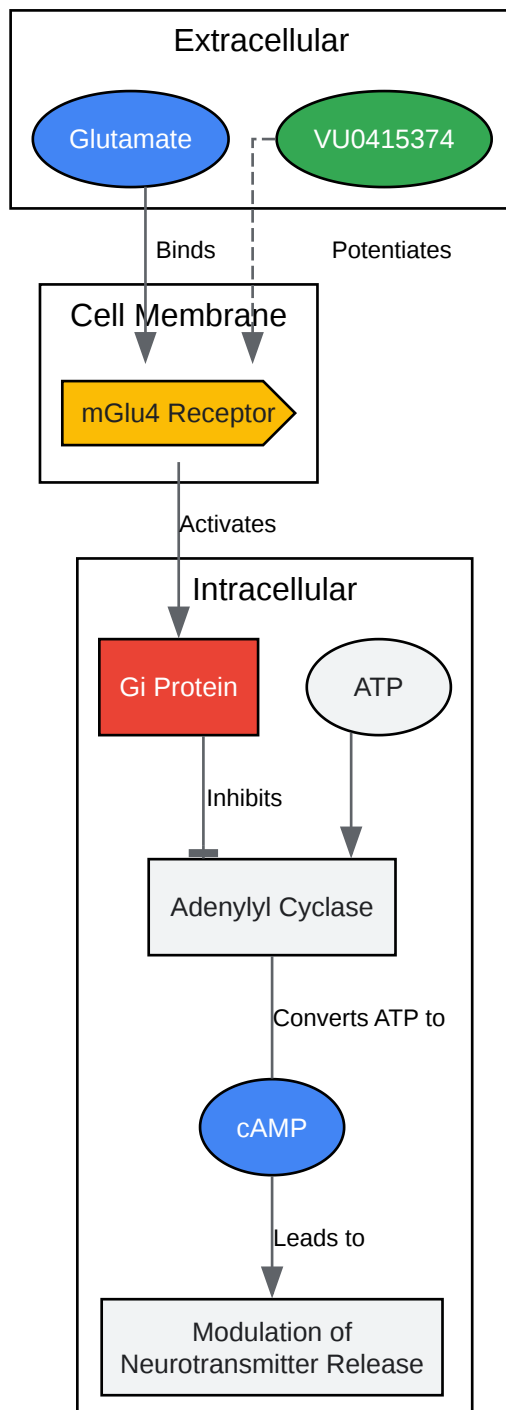 Extracellular
Glutamate
VU0415374
Binds
Potentiates
Cell Membrane
mGlu4 Receptor
Activates
Intracellular
Gi Protein
ATP
Inhibits
Adenylyl Cyclase
Converts ATP to
cAMP
Leads to
Modulation of
Neurotransmitter Release